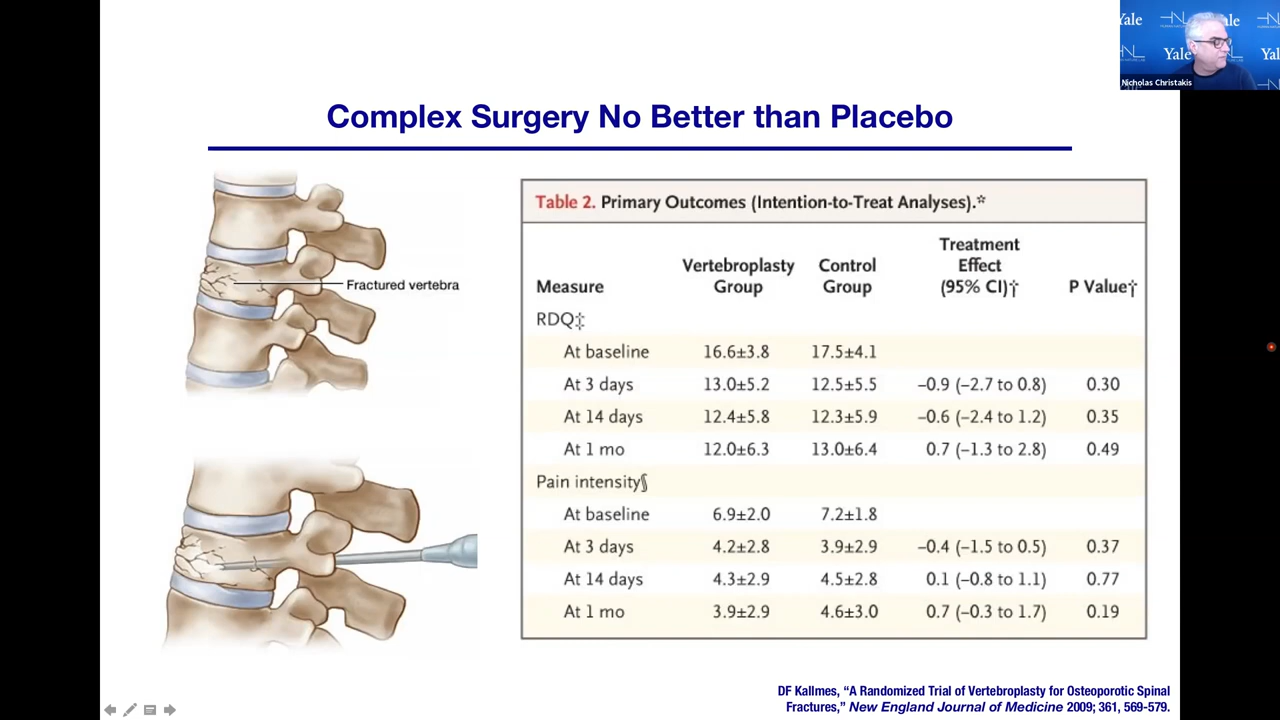 Yale
Yale
Yale
Nicholas Christakis
Complex Surgery No Better than Placebo
Fractured vertebra
Table 2. Primary Outcomes (Intention-to-Treat Analyses).*
Measure Vertebroplasty Group Control Group Treatment Effect (95% CI)† P Value†
RDQ‡
At baseline 16.6±3.8 17.5±4.1
At 3 days 13.0±5.2 12.5±5.5 −0.9 (−2.7 to 0.8) 0.30
At 14 days 12.4±5.8 12.3±5.9 −0.6 (−2.4 to 1.2) 0.35
At 1 mo 12.0±6.3 13.0±6.4 0.7 (−1.3 to 2.8) 0.49
Pain intensity§
At baseline 6.9±2.0 7.2±1.8
At 3 days 4.2±2.8 3.9±2.9 −0.4 (−1.5 to 0.5) 0.37
At 14 days 4.3±2.9 4.5±2.8 0.1 (−0.8 to 1.1) 0.77
At 1 mo 3.9±2.9 4.6±3.0 0.7 (−0.3 to 1.7) 0.19
DF Kallmes, “A Randomized Trial of Vertebroplasty for Osteoporotic Spinal
Fractures,” New England Journal of Medicine 2009; 361, 569-579.